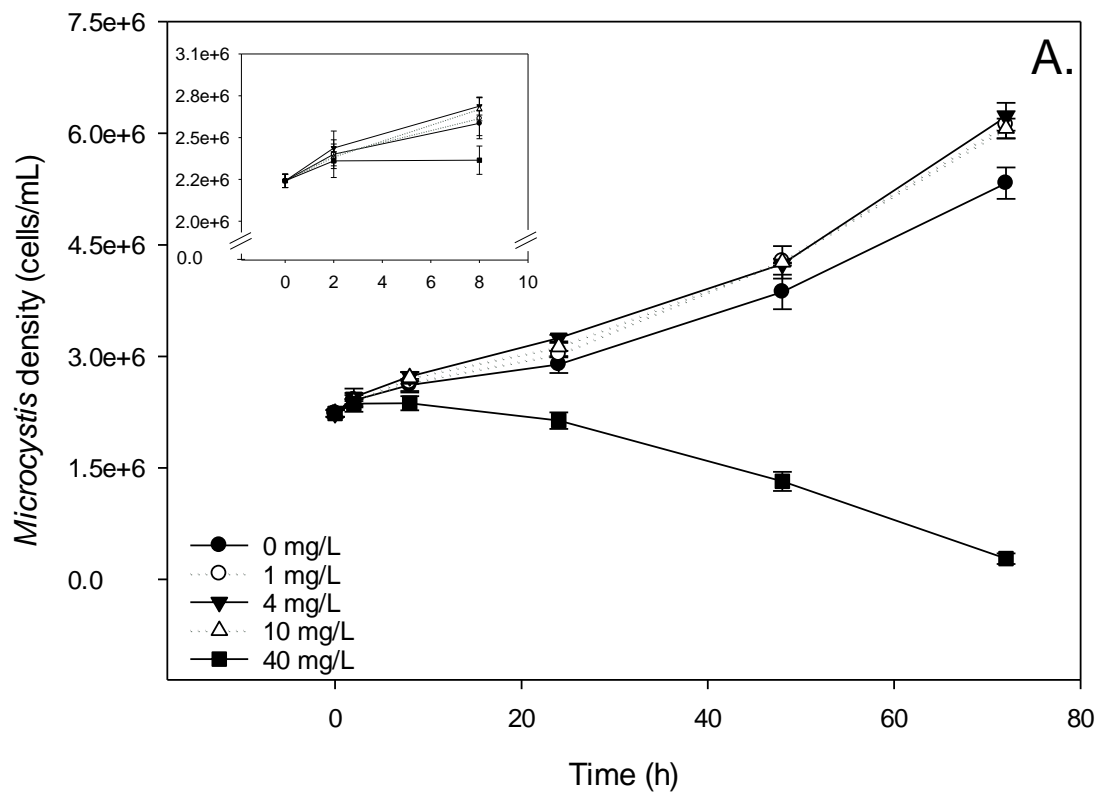 A.
Microcystis density (cells/mL)
7.5e+6
6.0e+6
4.5e+6
3.0e+6
1.5e+6
0.0
3.1e+6
2.8e+6
2.5e+6
2.2e+6
2.0e+6
0.0
0 2 4 6 8 10
0 mg/L
1 mg/L
4 mg/L
10 mg/L
40 mg/L
0 20 40 60 80
Time (h)